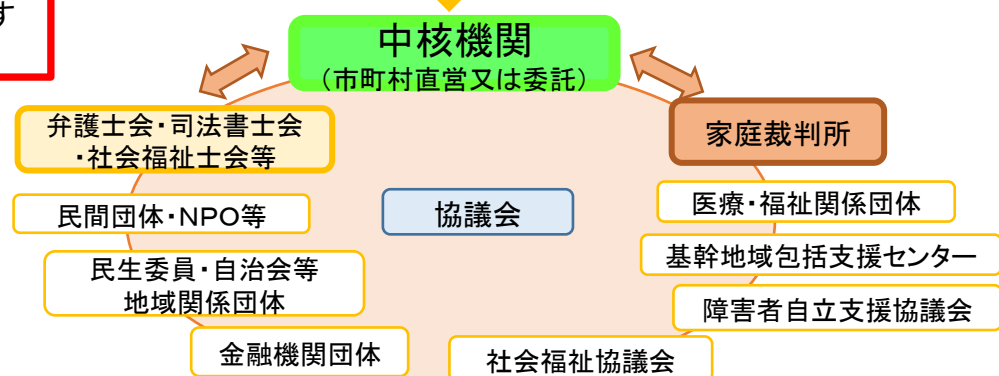 す
中核機関
（市町村直営又は委託）
弁護士会・司法書士会
・社会福祉士会等
家庭裁判所
民間団体・NPO等
協議会
医療・福祉関係団体
民生委員・自治会等
地域関係団体
基幹地域包括支援センター
障害者自立支援協議会
金融機関団体
社会福祉協議会